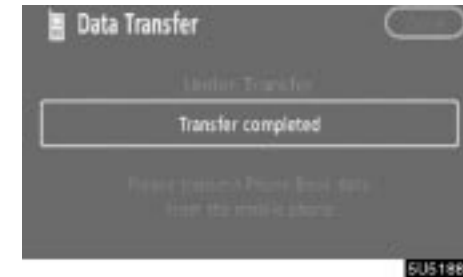 Data Transfer
Under Transfer
Transfer completed
Please transmit Phone Book data
from the mobile phone.
5U5188